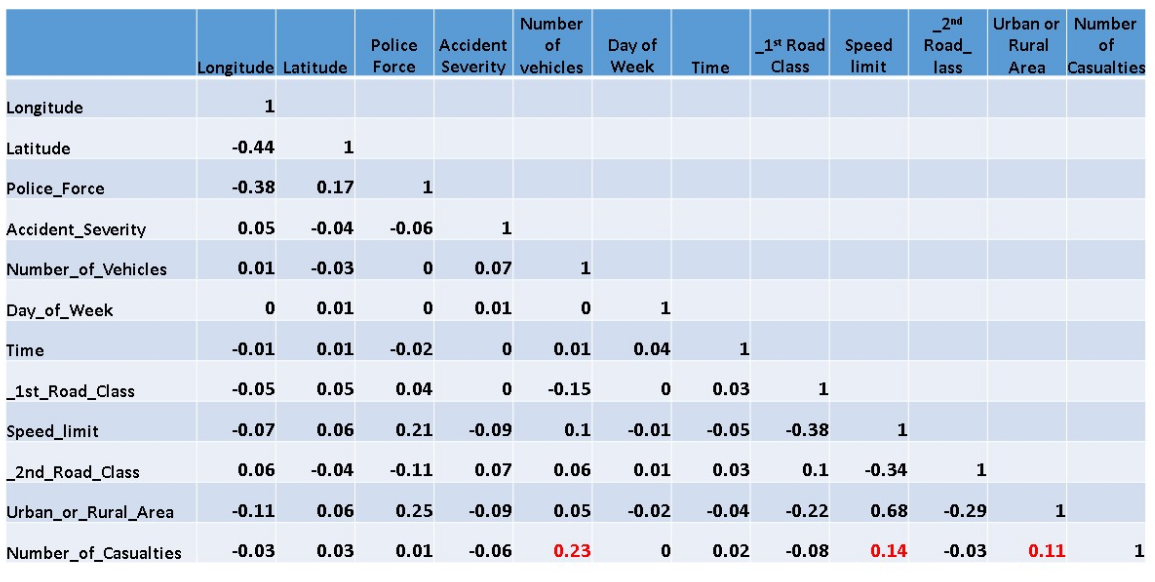 Longitude Latitude Police Force Accident Severity Number of vehicles Day of Week Time _1st Road Class Speed limit _2nd Road_ lass Urban or Rural Area Number of Casualties
Longitude 1
Latitude -0.44 1
Police_Force -0.38 0.17 1
Accident_Severity 0.05 -0.04 -0.06 1
Number_of_Vehicles 0.01 -0.03 0 0.07 1
Day_of_Week 0 0.01 0 0.01 0 1
Time -0.01 0.01 -0.02 0 0.01 0.04 1
_1st_Road_Class -0.05 0.05 0.04 0 -0.15 0 0.03 1
Speed_limit -0.07 0.06 0.21 -0.09 0.1 -0.01 -0.05 -0.38 1
_2nd_Road_Class 0.06 -0.04 -0.11 0.07 0.06 0.01 0.03 0.1 -0.34 1
Urban_or_Rural_Area -0.11 0.06 0.25 -0.09 0.05 -0.02 -0.04 -0.22 0.68 -0.29 1
Number_of_Casualties -0.03 0.03 0.01 -0.06 0.23 0 0.02 -0.08 0.14 -0.03 0.11 1